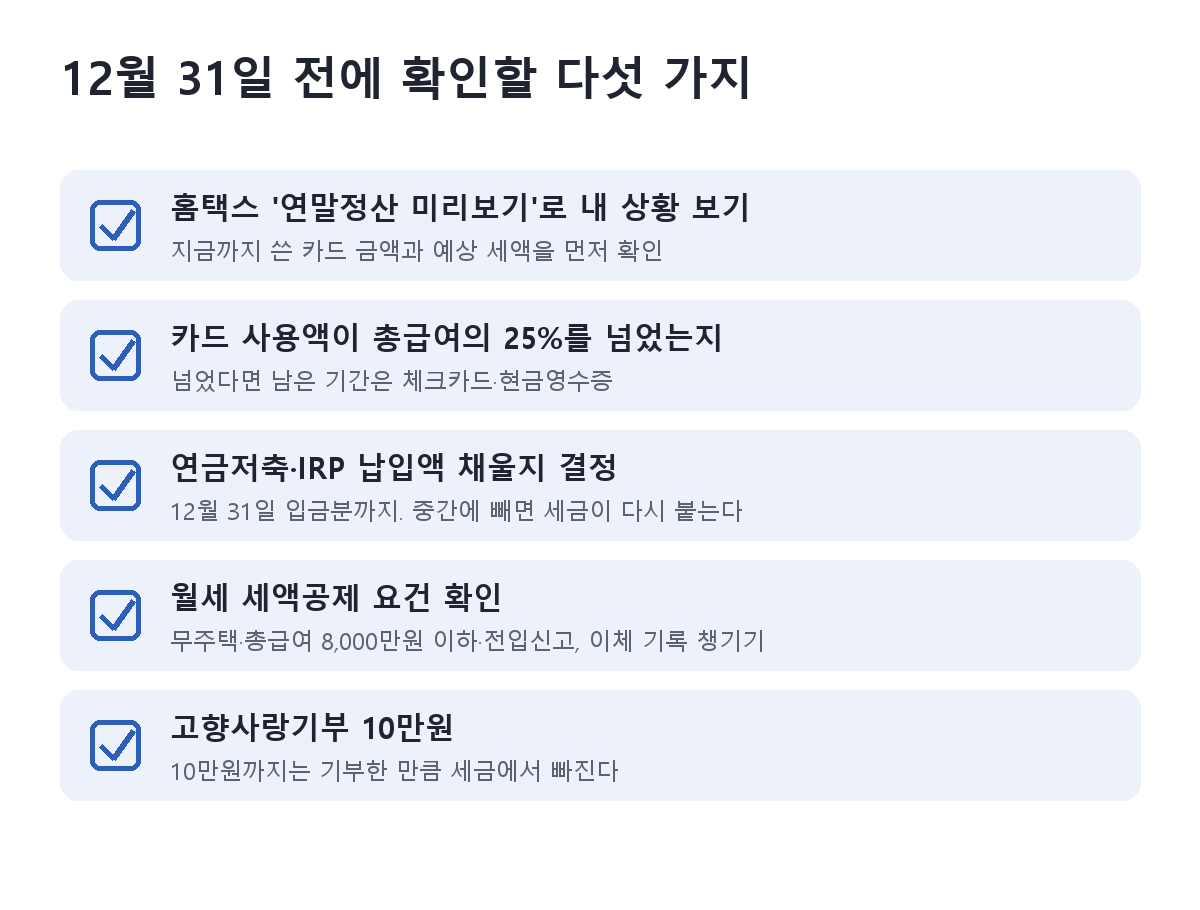 12월 31일 전에 확인할 다섯 가지
홈택스 '연말정산 미리보기'로 내 상황 보기
지금까지 쓴 카드 금액과 예상 세액을 먼저 확인
카드 사용액이 총급여의 25%를 넘었는지
넘었다면 남은 기간은 체크카드·현금영수증
연금저축·IRP 납입액 채울지 결정
12월 31일 입금분까지. 중간에 빼면 세금이 다시 붙는다
월세 세액공제 요건 확인
무주택·총급여 8,000만원 이하·전입신고, 이체 기록 챙기기
고향사랑기부 10만원
10만원까지는 기부한 만큼 세금에서 빠진다